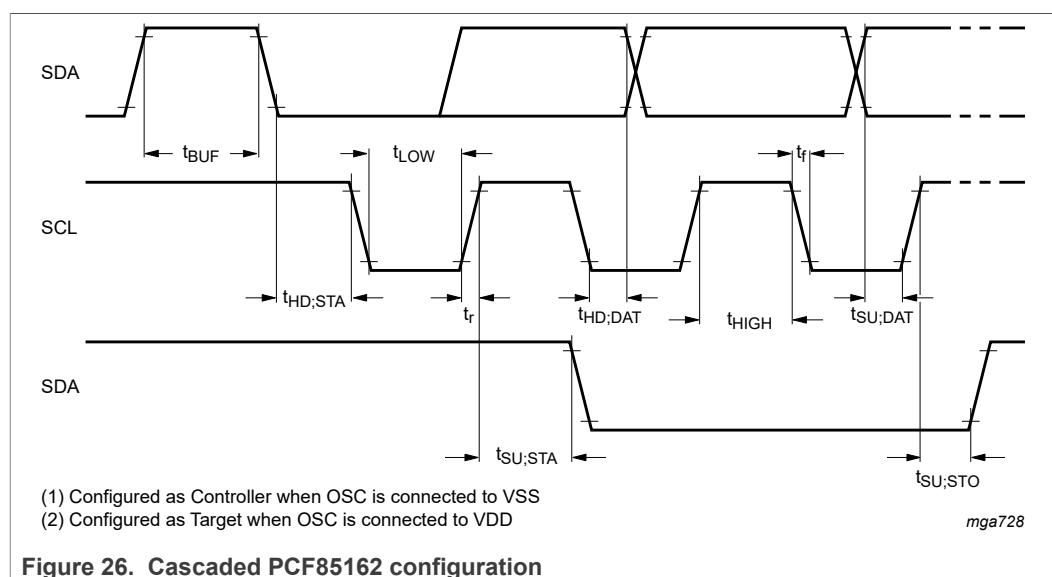 SDA
t_BUF
t_LOW
t_f
SCL
t_HD;STA
t_r
t_HD;DAT
t_HIGH
t_SU;DAT
SDA
t_SU;STA
t_SU;STO
(1) Configured as Controller when OSC is connected to VSS
(2) Configured as Target when OSC is connected to VDD
mga728
Figure 26. Cascaded PCF85162 configuration